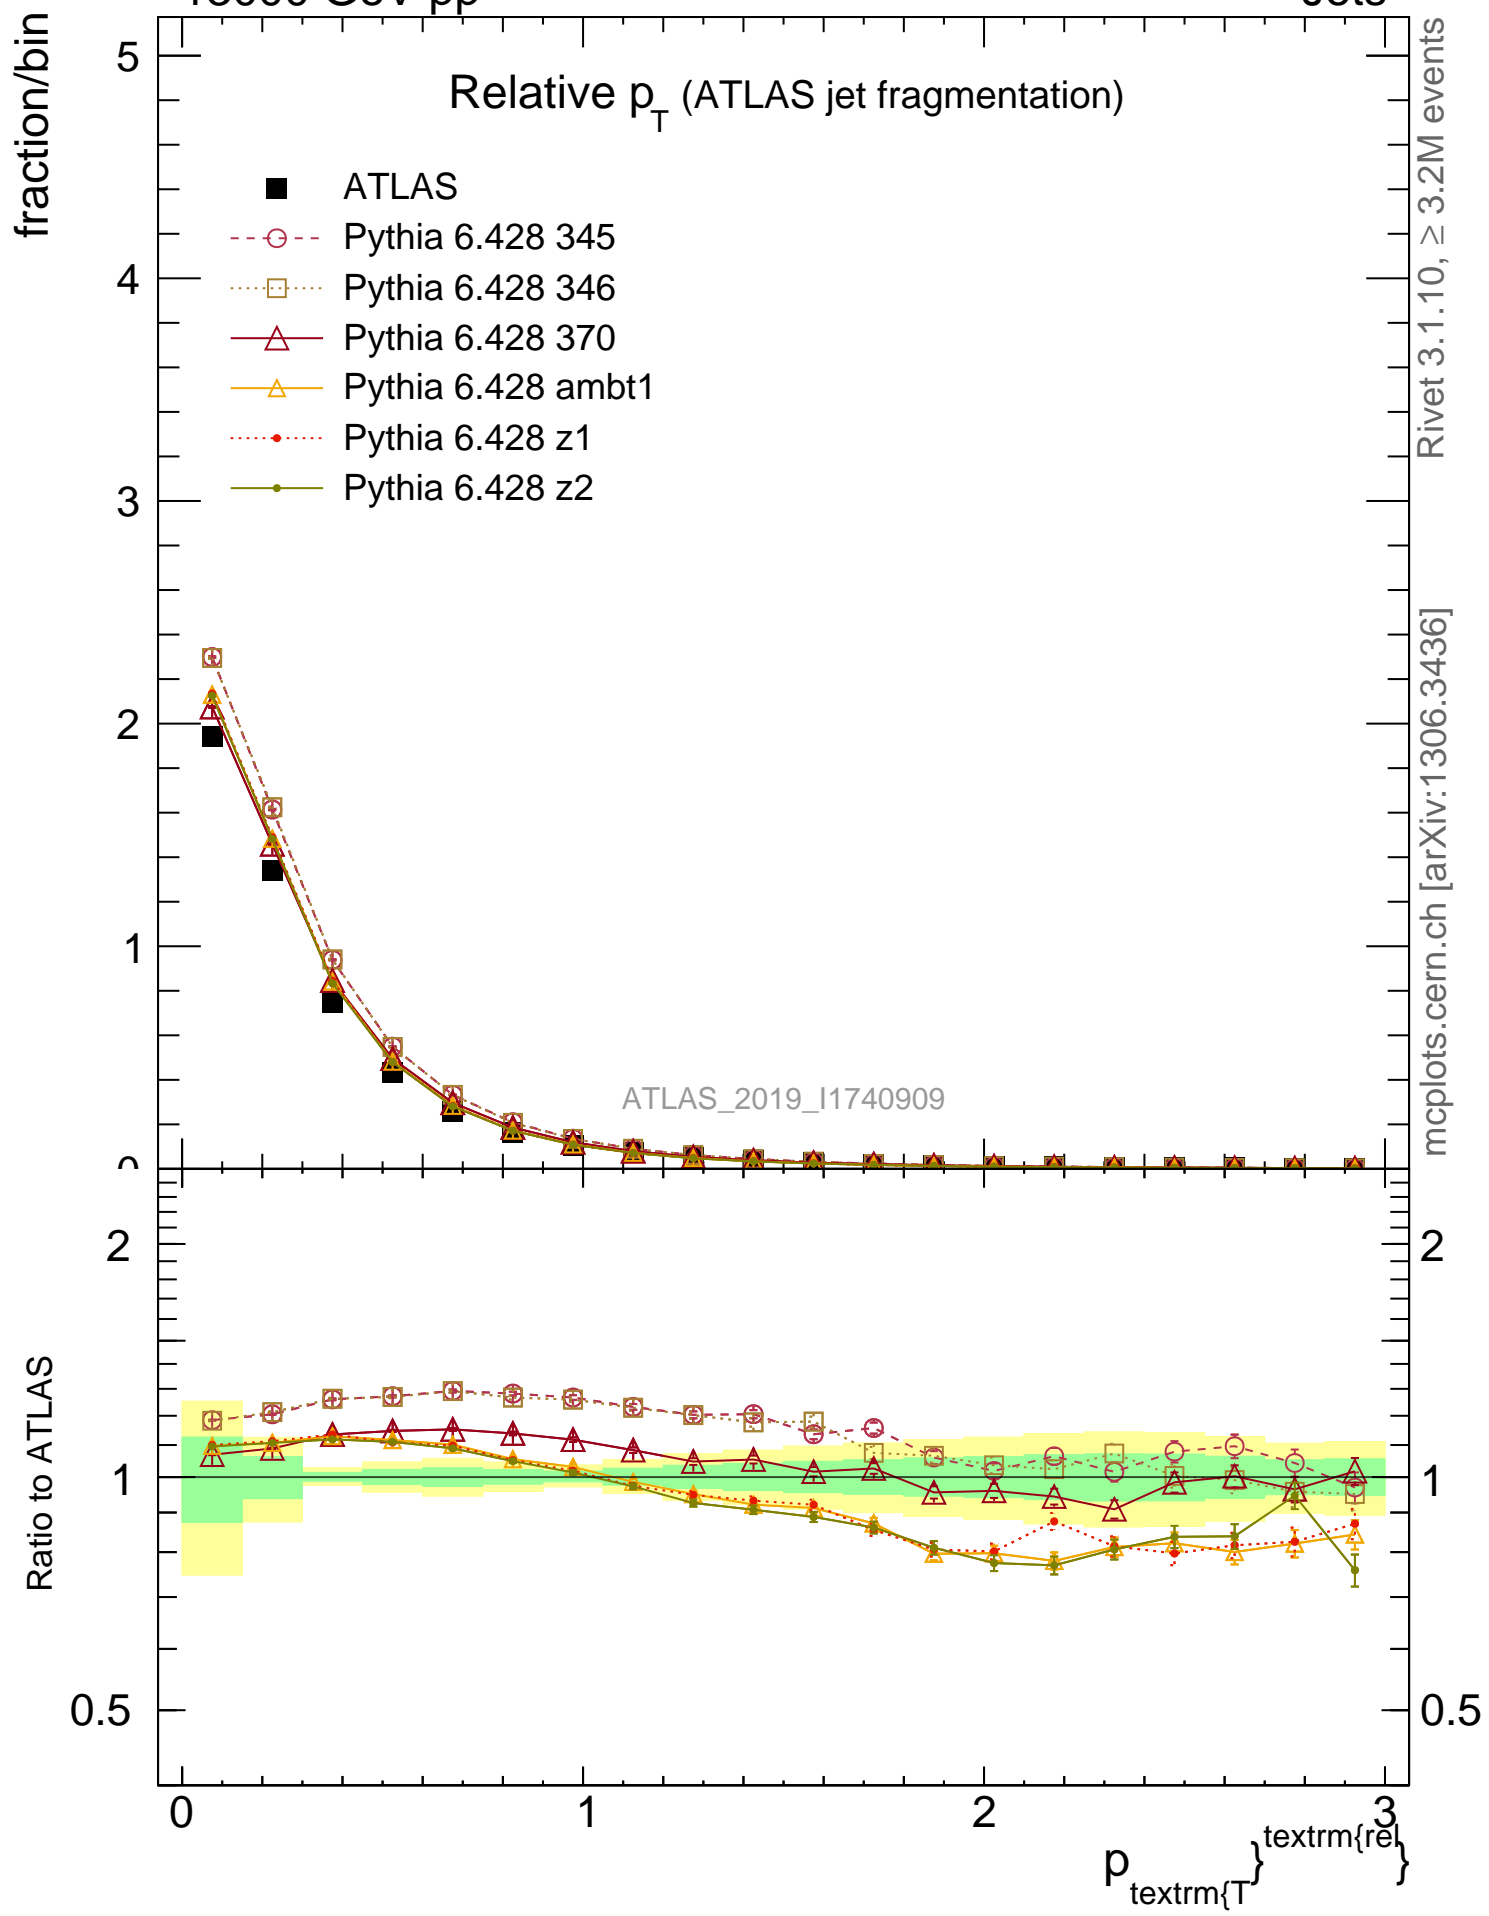 fraction/bin
5
4
3
2
1
Relative pT (ATLAS jet fragmentation)
ATLAS
Pythia 6.428 345
Pythia 6.428 346
Pythia 6.428 370
Pythia 6.428 ambt1
Pythia 6.428 z1
Pythia 6.428 z2
ATLAS_2019_I1740909
Rivet 3.1.10, ≥ 3.2M events
mcplots.cern.ch [arXiv:1306.3436]
Ratio to ATLAS
2
1
0.5
2
1
0.5
0 1 2 3
p textrm{T} textrm{rel}